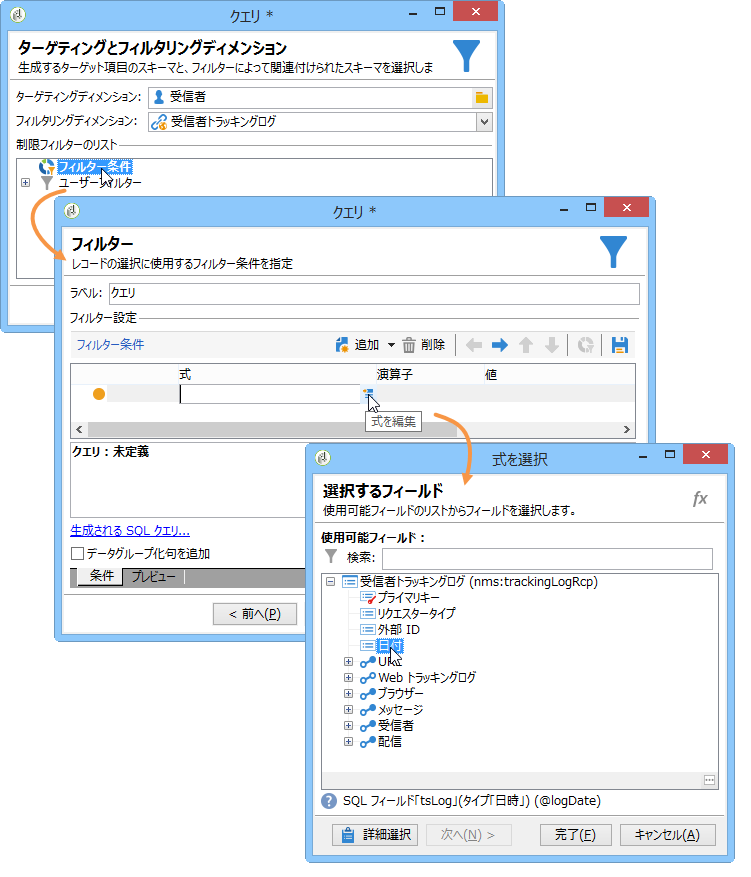 クエリ *
ターゲティングとフィルタリングディメンション
生成するターゲット項目のスキーマと、フィルターによって関連付けられたスキーマを選択しま
ターゲティングディメンション: 受信者
フィルタリングディメンション: 受信者トラッキングログ
制限フィルターのリスト
フィルター条件
ユーザーフィルター
クエリ *
フィルター
レコードの選択に使用するフィルター条件を指定
ラベル: クエリ
フィルター設定
フィルター条件 追加 削除
式 演算子 値
式を編集
クエリ：未定義
生成される SQL クエリ...
データグループ化句を追加
条件 プレビュー
< 前へ(P)
式を選択
選択するフィールド
使用可能フィールドのリストからフィールドを選択します。
fx
使用可能フィールド：
検索:
受信者トラッキングログ (nms:trackingLogRcp)
プライマリキー
リクエスタータイプ
外部 ID
日付
URL
Web トラッキングログ
ブラウザー
メッセージ
受信者
配信
SQL フィールド「tsLog」(タイプ「日時」) (@logDate)
詳細選択 次へ(N) > 完了(F) キャンセル(A)